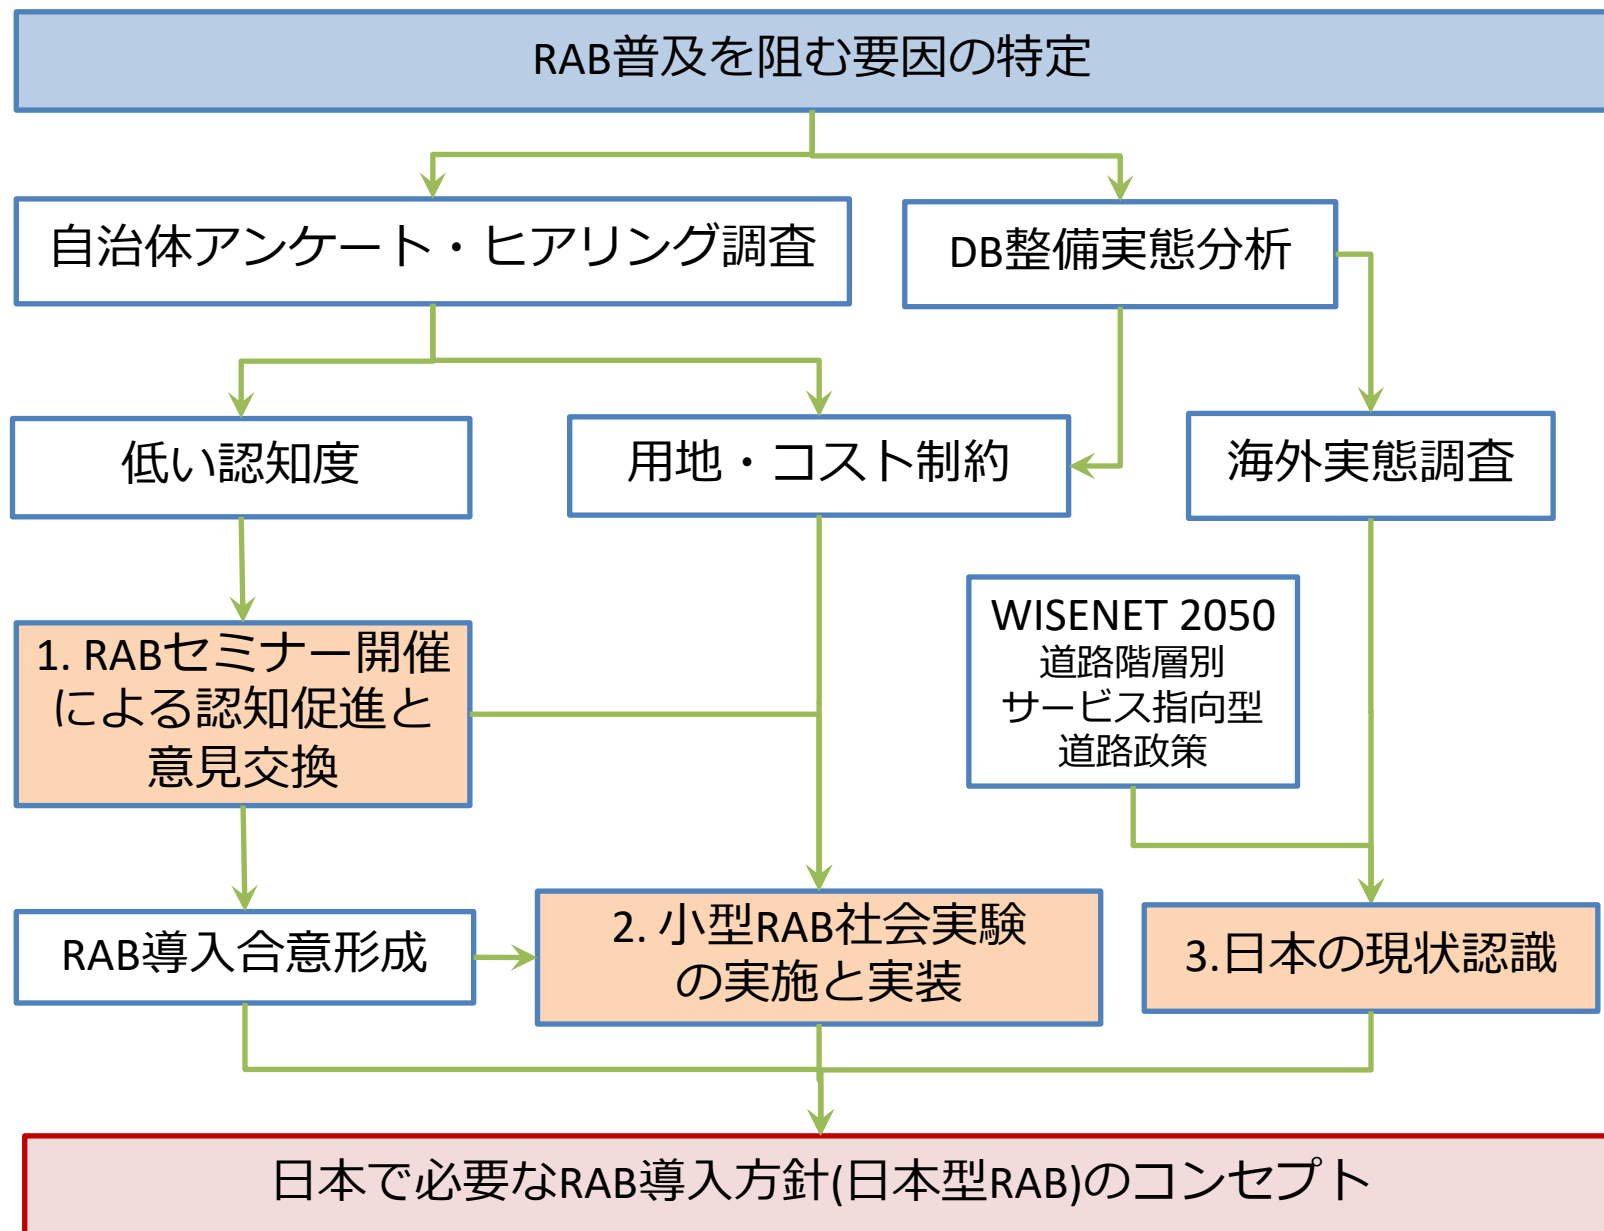 RAB普及を阻む要因の特定
自治体アンケート・ヒアリング調査
DB整備実態分析
低い認知度
用地・コスト制約
海外実態調査
WISENET 2050
道路階層別
サービス指向型
道路政策
1. RABセミナー開催
による認知促進と
意見交換
RAB導入合意形成
2. 小型RAB社会実験
の実施と実装
3.日本の現状認識
日本で必要なRAB導入方針(日本型RAB)のコンセプト